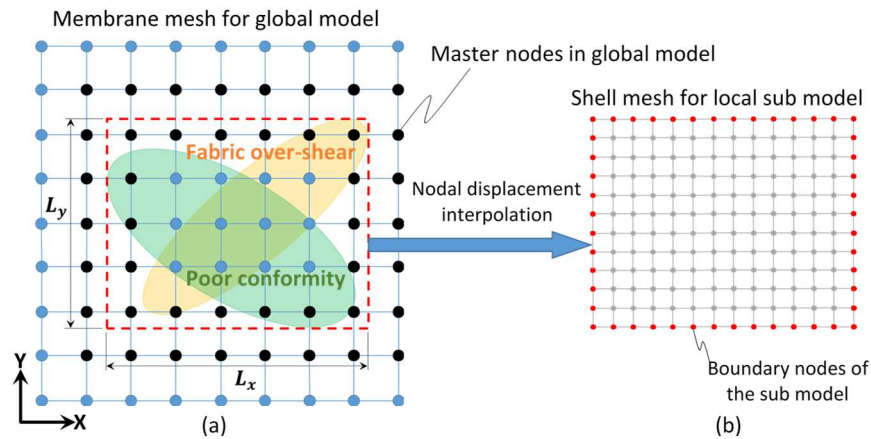 Membrane mesh for global model
Master nodes in global model
Shell mesh for local sub model
Fabric over-shear
Nodal displacement
interpolation
L_y
Poor conformity
L_x
Y
X
(a)
Boundary nodes of
the sub model
(b)